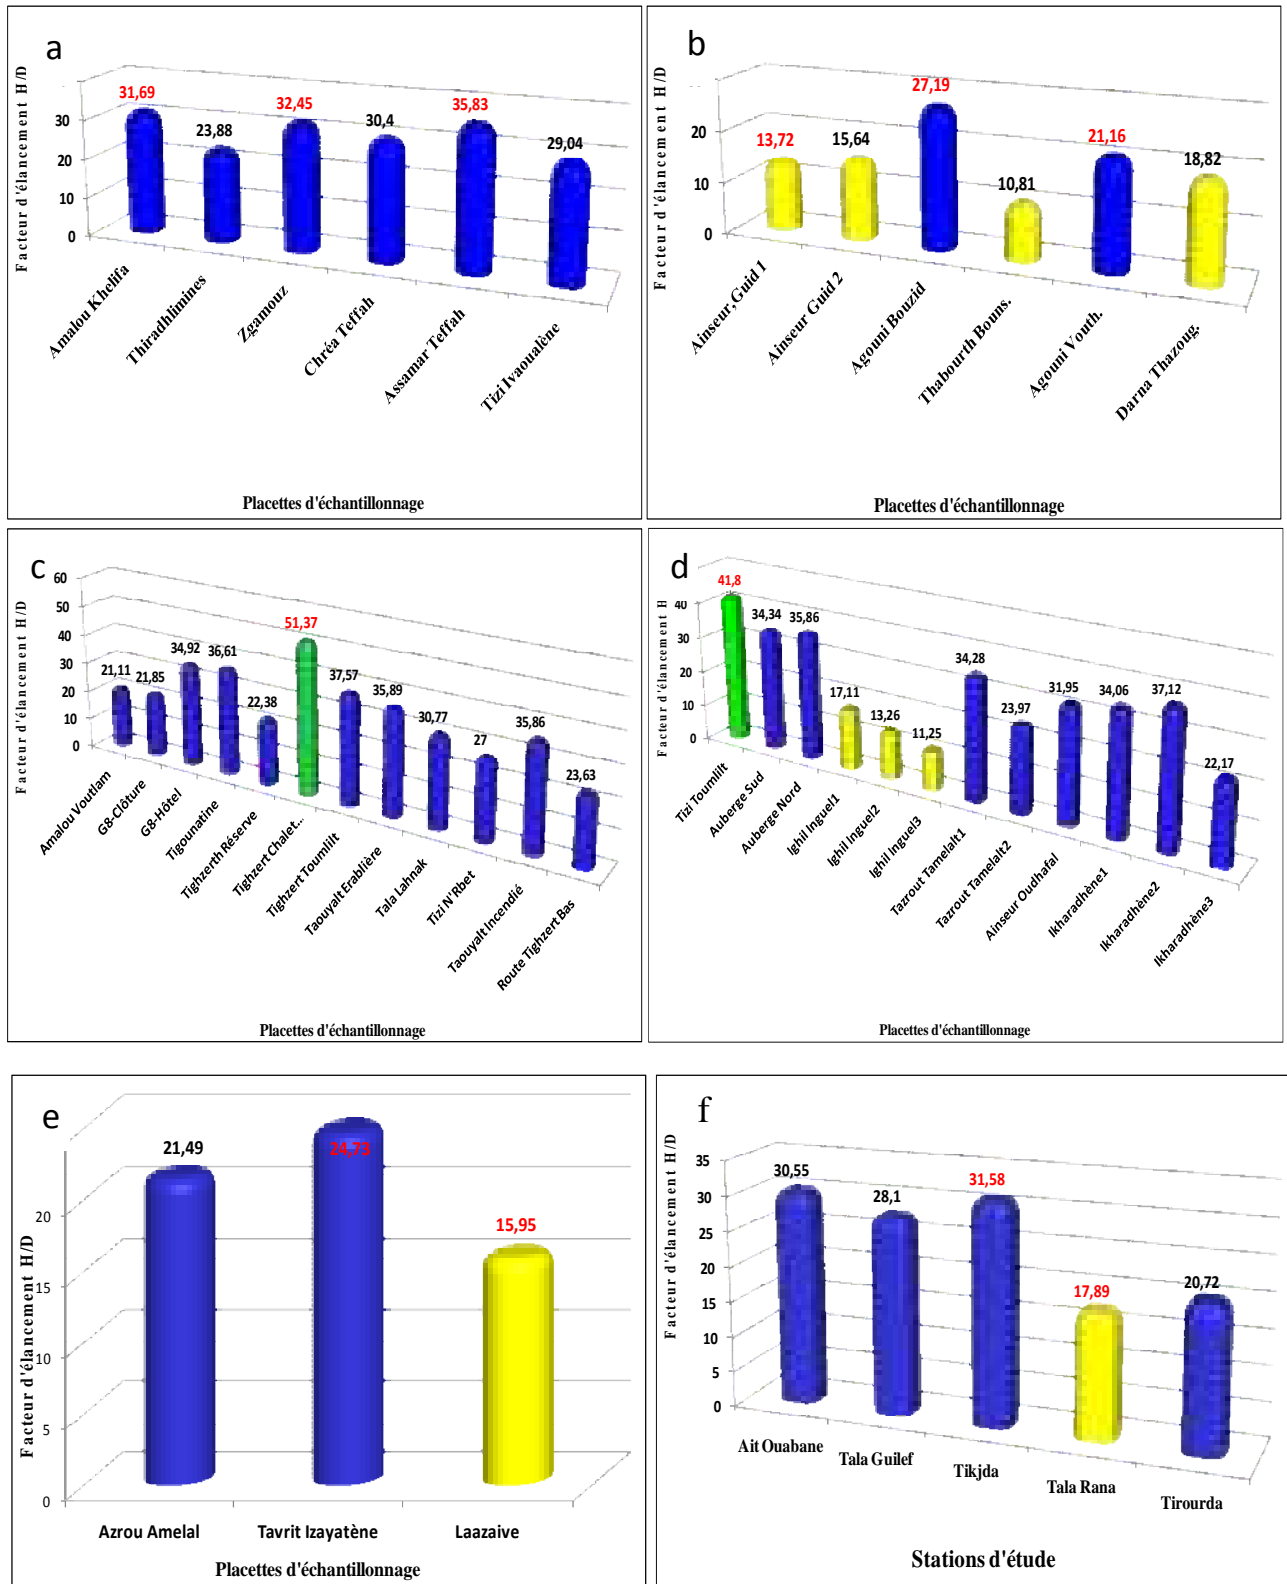 a
Facteur d'élancement H/D
30
20
10
0
31,69
23,88
32,45
30,4
35,83
29,04
Amalou Khelifa
Thiradhlimines
Zgamouz
Chréa Teffah
Assamar Teffah
Tizi Ivaoualène
Placettes d'échantillonnage
b
Facteur d'élancement H/D
20
10
0
13,72
15,64
27,19
10,81
21,16
18,82
Ainseur, Guid 1
Ainseur Guid 2
Agouni Bouzid
Thabourth Bouns.
Agouni Vouth.
Darna Thazoug.
Placettes d'échantillonnage
c
Facteur d'élancement H/D
60
50
40
30
20
10
0
21,11
21,85
34,92
36,61
22,38
51,37
37,57
35,89
30,77
27
35,86
23,63
Amalou Voutlam
G8-Clôture
G8-Hôtel
Tigounatine
Tighzerth Réserve
Tighzert Chalet...
Tighzert Toumlilt
Taouyalt Erablière
Tala Lahnak
Tizi N'Rbet
Taouyalt Incendié
Route Tighzert Bas
Placettes d'échantillonnage
d
Facteur d'élancement H
40
30
20
10
0
41,8
34,34
35,86
17,11
13,26
11,25
34,28
23,97
31,95
34,06
37,12
22,17
Tizi Toumlilt
Auberge Sud
Auberge Nord
Ighil Inguel1
Ighil Inguel2
Ighil Inguel3
Tazrout Tamelalt1
Tazrout Tamelalt2
Ainseur Oudhafal
Ikharadhène1
Ikharadhène2
Ikharadhène3
Placettes d'échantillonnage
e
Facteur d'élancement H/D
20
15
10
5
0
21,49
24,73
15,95
Azrou Amelal
Tavrit Izayatène
Laazaive
Placettes d'échantillonnage
f
Facteur d'élancement H/D
35
30
25
20
15
10
5
0
30,55
28,1
31,58
17,89
20,72
Ait Ouabane
Tala Guilef
Tikjda
Tala Rana
Tirourda
Stations d'étude